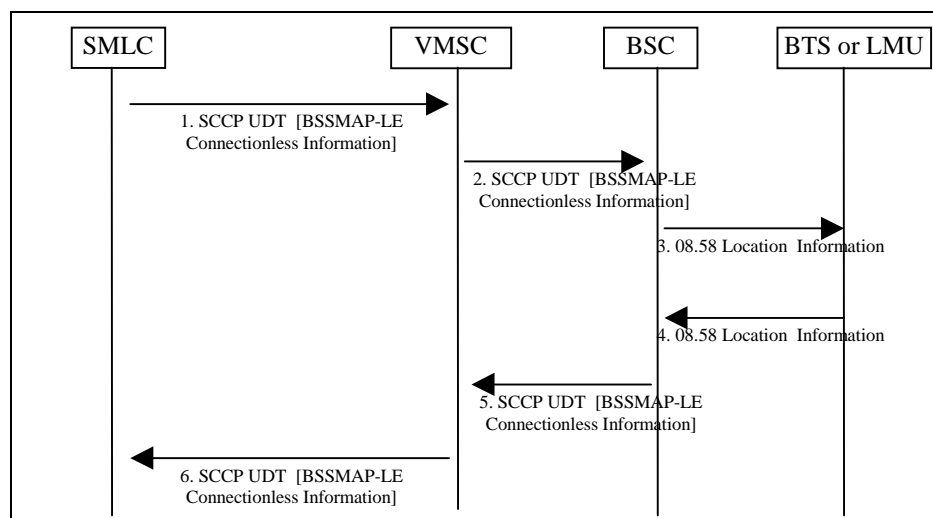 SMLC
VMSC
BSC
BTS or LMU
1. SCCP UDT [BSSMAP-LE
Connectionless Information]
2. SCCP UDT [BSSMAP-LE
Connectionless Information]
3. 08.58 Location Information
4. 08.58 Location Information
5. SCCP UDT [BSSMAP-LE
Connectionless Information]
6. SCCP UDT [BSSMAP-LE
Connectionless Information]